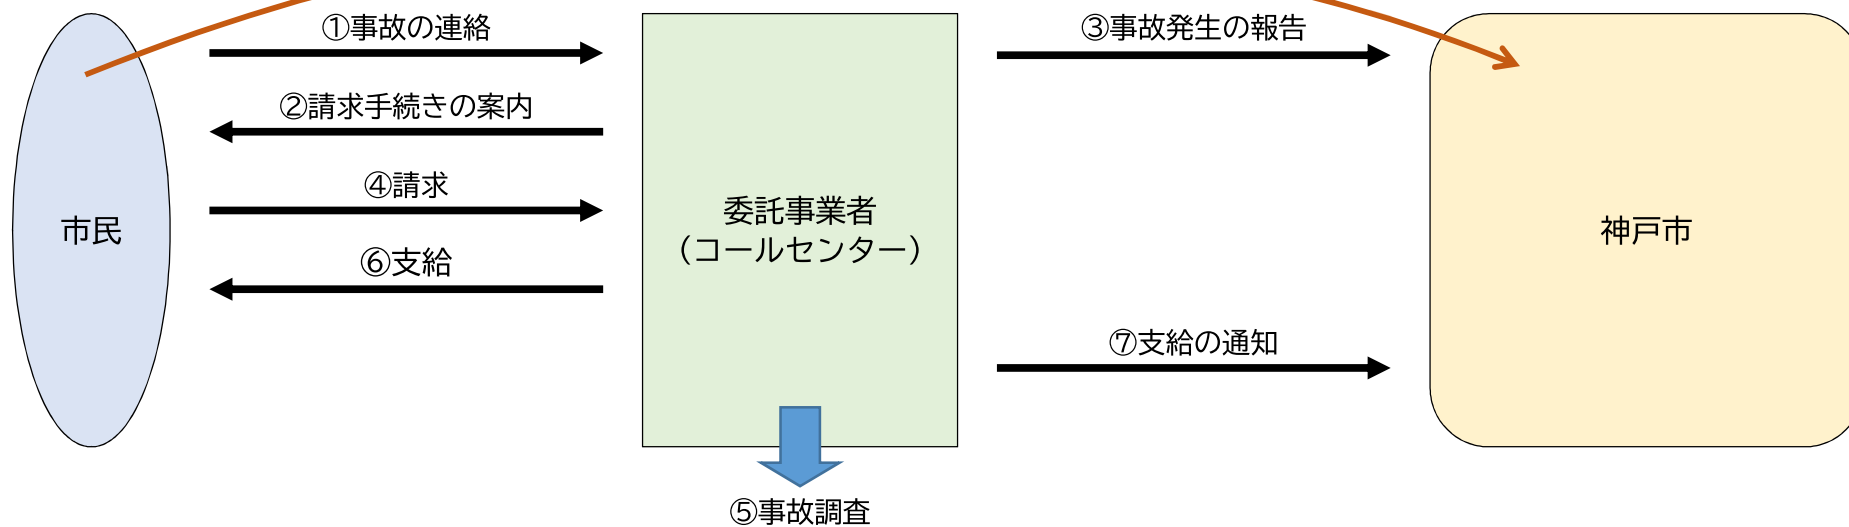 ①事故の連絡
③事故発生の報告
②請求手続きの案内
④請求
市民
委託事業者
（コールセンター）
神戸市
⑥支給
⑦支給の通知
⑤事故調査